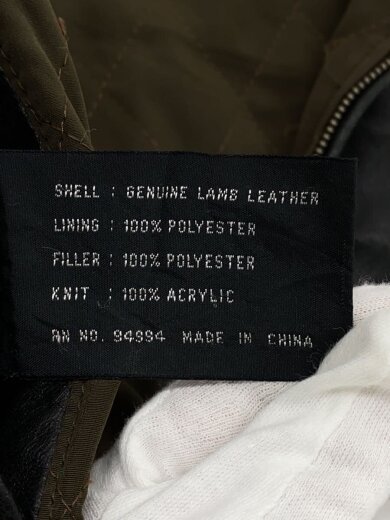 SHELL : GENUINE LAMB LEATHER
LINING : 100% POLYESTER
FILLER : 100% POLYESTER
KNIT : 100% ACRYLIC
RN NO. 94994 MADE IN CHINA